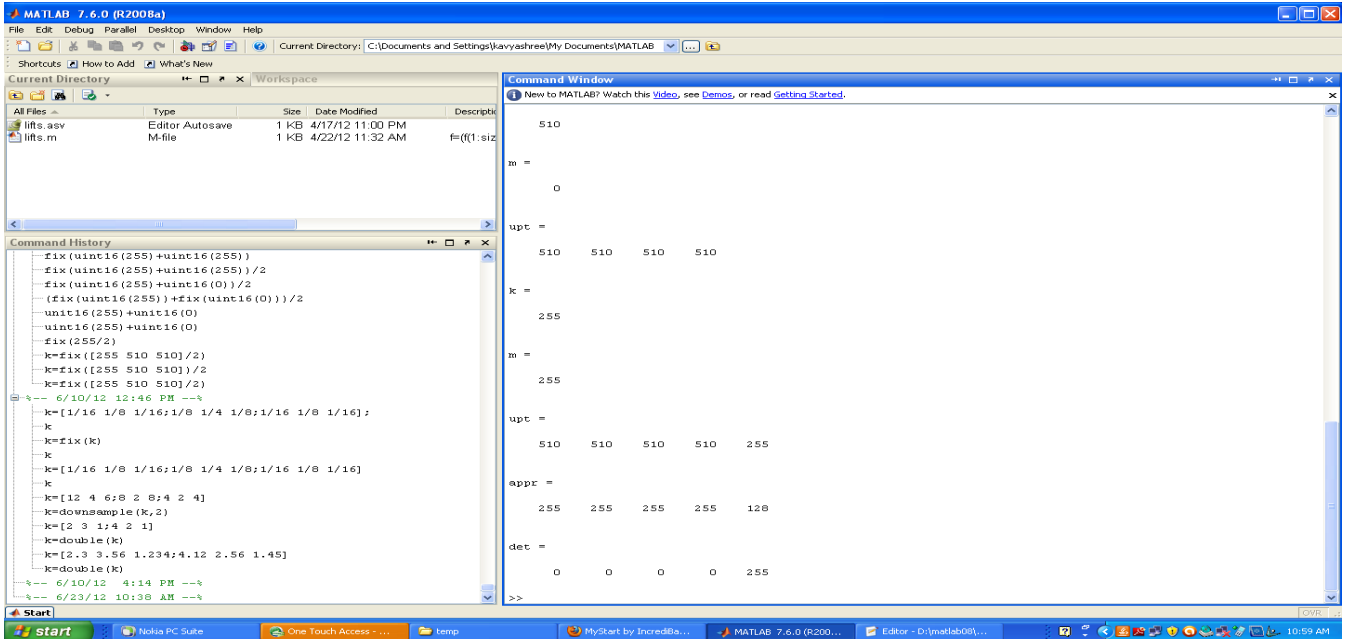 MATLAB 7.6.0 (R2008a)
File Edit Debug Parallel Desktop Window Help
Current Directory: C:\Documents and Settings\kavyashree\My Documents\MATLAB
Shortcuts How to Add What's New
Current Directory
Workspace
All Files Type Size Date Modified Descriptic
lifts.asv Editor Autosave 1 KB 4/17/12 11:00 PM
lifts.m M-file 1 KB 4/22/12 11:32 AM f=(f(1:siz
Command History
fix(uint16(255)+uint16(255))
fix(uint16(255)+uint16(255))/2
fix(uint16(255)+uint16(0))/2
(fix(uint16(255))+fix(uint16(0)))/2
unit16(255)+unit16(0)
uint16(255)+uint16(0)
fix(255/2)
k=fix([255 510 510]/2)
k=fix([255 510 510])/2
k=fix([255 510 510]/2)
%-- 6/10/12 12:46 PM --%
k=[1/16 1/8 1/16;1/8 1/4 1/8;1/16 1/8 1/16];
k
k=fix(k)
k
k=[1/16 1/8 1/16;1/8 1/4 1/8;1/16 1/8 1/16]
k
k=[12 4 6;8 2 8;4 2 4]
k=downsample(k,2)
k=[2 3 1;4 2 1]
k=double(k)
k=[2.3 3.56 1.234;4.12 2.56 1.45]
k=double(k)
%-- 6/10/12 4:14 PM --%
%-- 6/23/12 10:38 AM --%
Command Window
New to MATLAB? Watch this Video, see Demos, or read Getting Started.
510
m =
0
upt =
510 510 510 510
k =
255
m =
255
upt =
510 510 510 510 255
appr =
255 255 255 255 128
det =
0 0 0 0 255
>>
Start
OVR
start
Nokia PC Suite
One Touch Access - ...
temp
MyStart by IncrediBa...
MATLAB 7.6.0 (R200...
Editor - D:\matlab08\...
10:59 AM